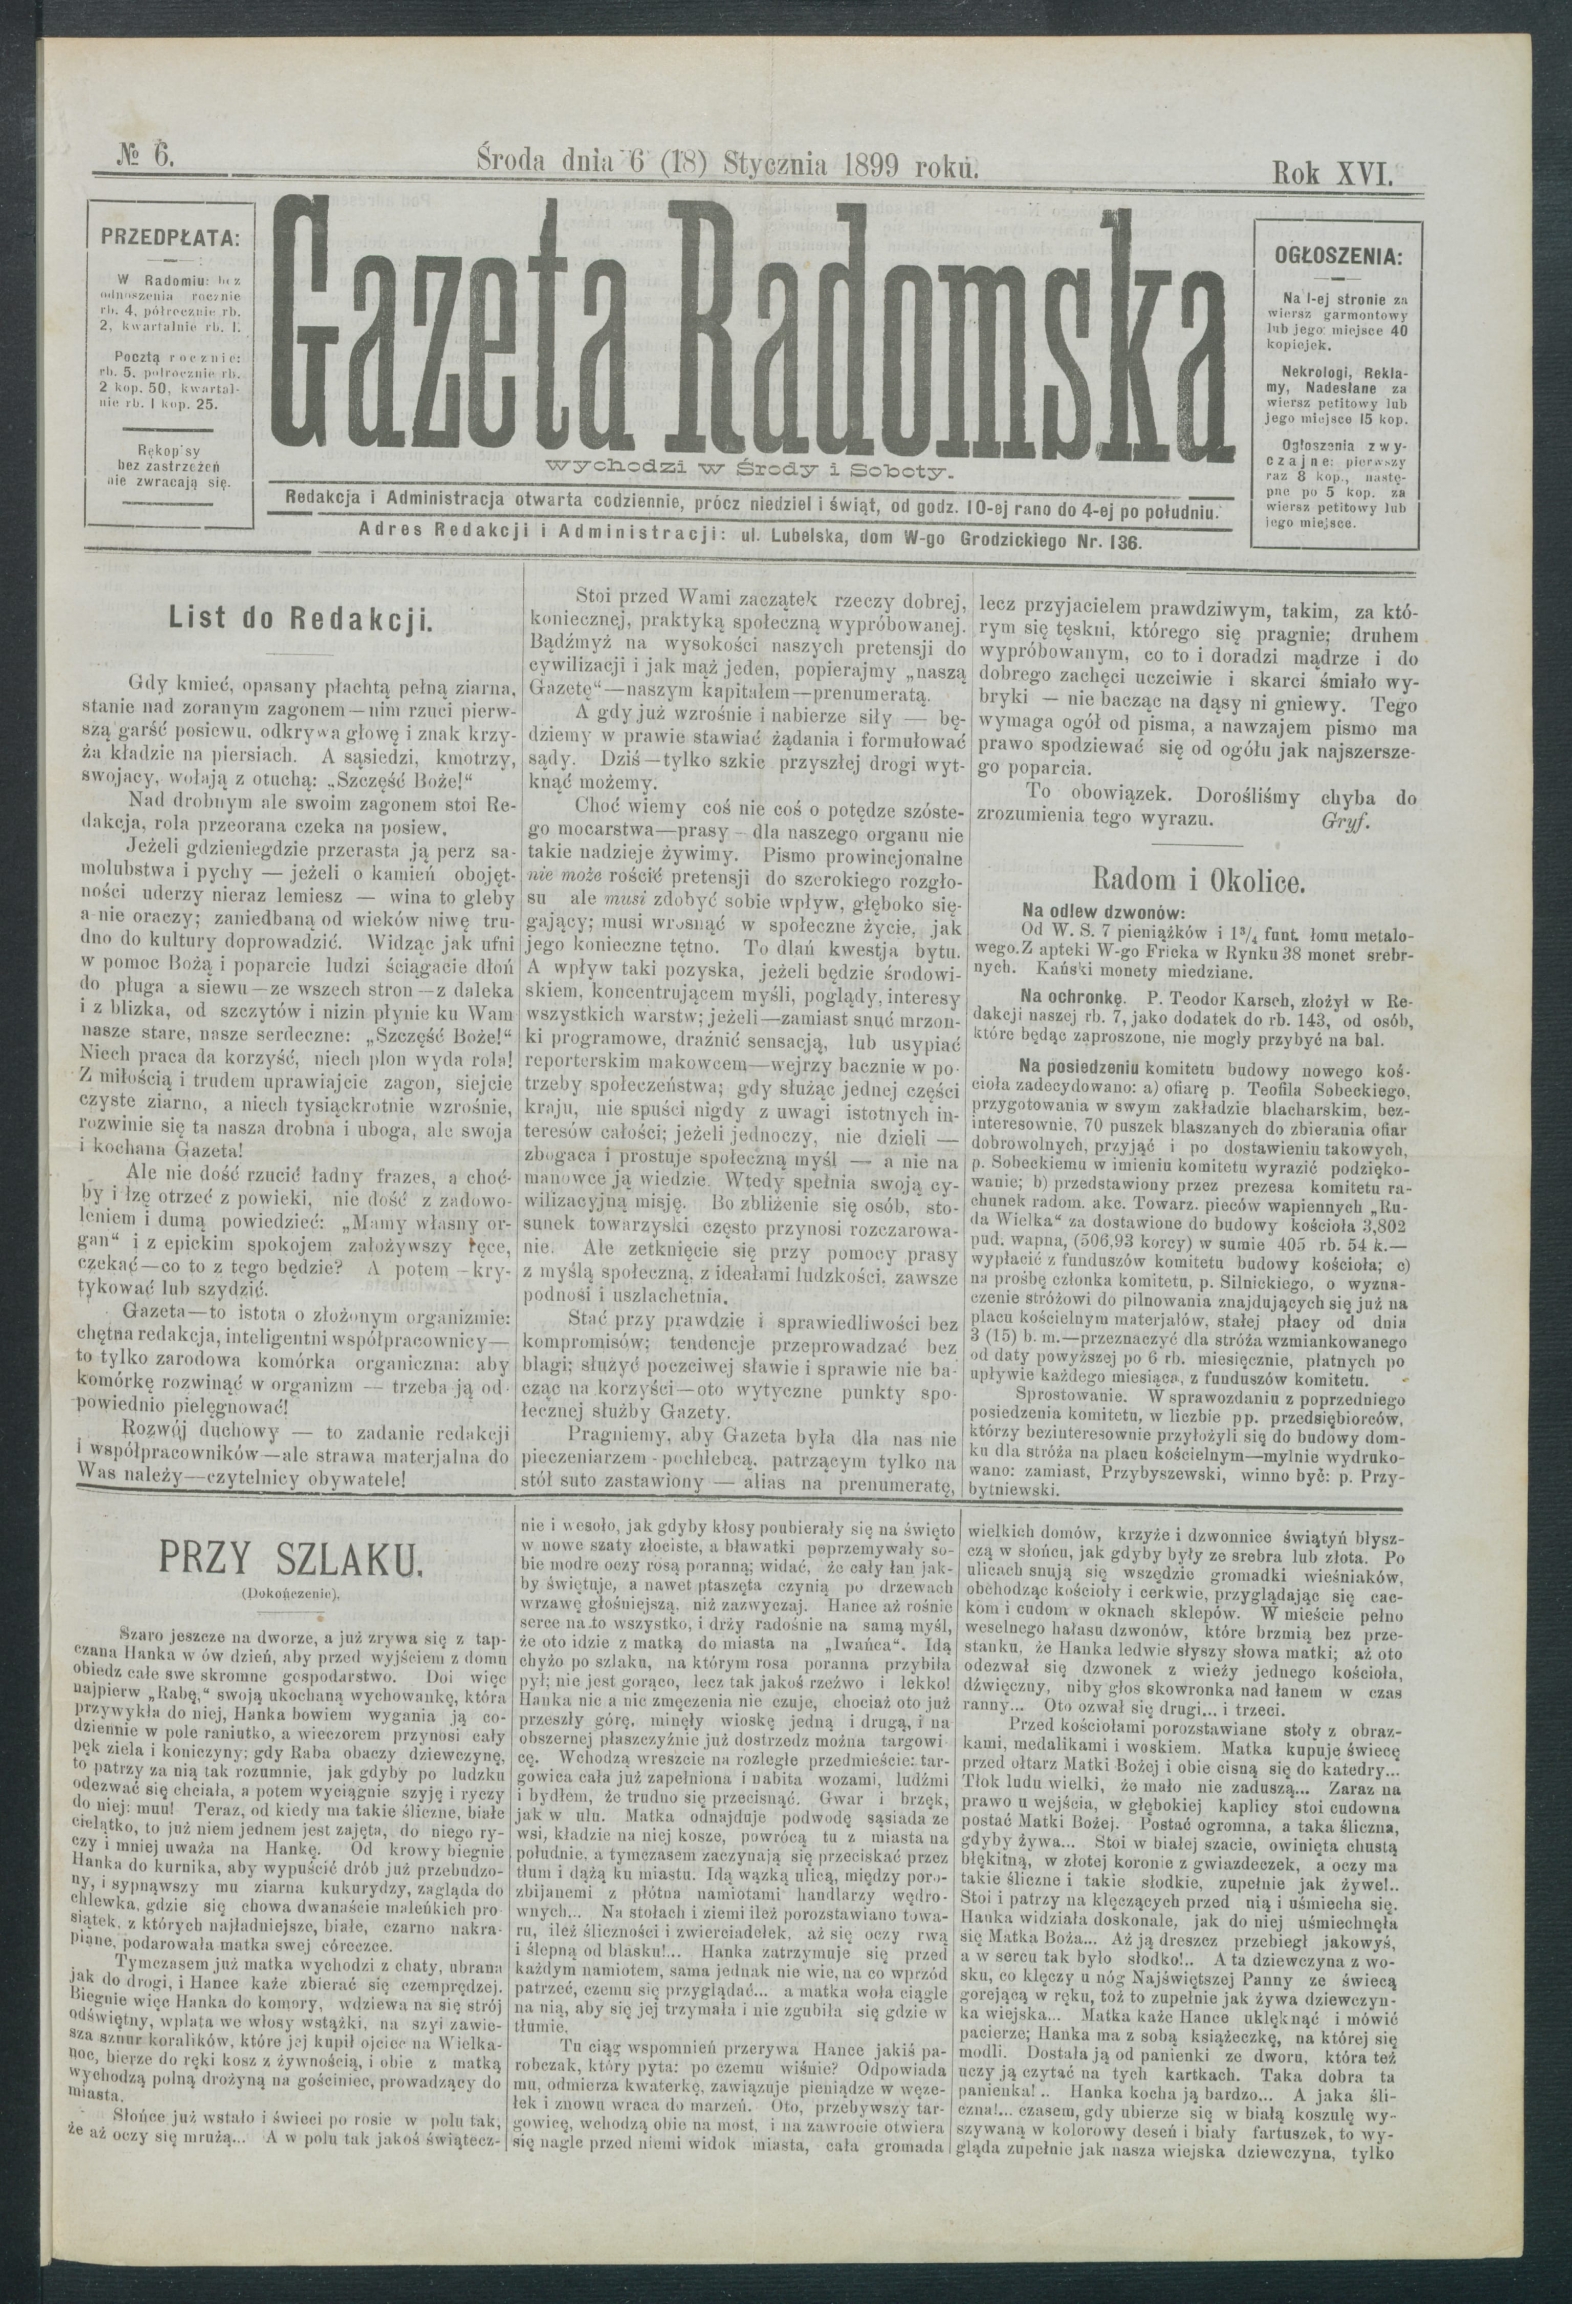 № 6.
Środa dnia 6 (18) Stycznia 1899 roku.
Rok XVI.
PRZEDPŁATA:
W Radomiu: bez
odnoszenia rocznie
rb. 4, półrocznie rb.
2, kwartalnie rb. 1.
Pocztą rocznie:
rb. 5. półrocznie rb.
2 kop. 50, kwartal-
nie rb. 1 kop. 25.
Rękopisy
bez zastrzeżeń
nie zwracają się.
Gazeta Radomska
wychodzi w Środy i Soboty.
Redakcja i Administracja otwarta codziennie, prócz niedziel i świąt, od godz. 10-ej rano do 4-ej po południu.
Adres Redakcji i Administracji: ul. Lubelska, dom W-go Grodzickiego Nr. 136.
OGŁOSZENIA:
Na 1-ej stronie za
wiersz garmontowy
lub jego miejsce 40
kopiejek.
Nekrologi, Rekla-
my, Nadesłane za
wiersz petitowy lub
jego miejsce 15 kop.
Ogłoszenia zwy-
czajne: pierwszy
raz 8 kop., nastę-
pne po 5 kop. za
wiersz petitowy lub
jego miejsce.
List do Redakcji.
Gdy kmieć, opasany płachtą pełną ziarna,
stanie nad zoranym zagonem—nim rzuci pierw-
szą garść posiewu, odkrywa głowę i znak krzy-
ża kładzie na piersiach. A sąsiedzi, kmotrzy,
swojacy, wołają z otuchą: „Szczęść Boże!“
Nad drobnym ale swoim zagonem stoi Re-
dakcja, rola przeorana czeka na posiew.
Jeżeli gdzieniegdzie przerasta ją perz sa-
molubstwa i pychy — jeżeli o kamień obojęt-
ności uderzy nieraz lemiesz — wina to gleby
a nie oraczy; zaniedbaną od wieków niwę tru-
dno do kultury doprowadzić. Widząc jak ufni
w pomoc Bożą i poparcie ludzi ściągacie dłoń
do pługa a siewu—ze wszech stron—z daleka
i z blizka, od szczytów i nizin płynie ku Wam
nasze stare, nasze serdeczne: „Szczęść Boże!“
Niech praca da korzyść, niech plon wyda rola!
Z miłością i trudem uprawiajcie zagon, siejcie
czyste ziarno, a niech tysiąckrotnie wzrośnie,
rozwinie się ta nasza drobna i uboga, ale swoja
i kochana Gazeta!
Ale nie dość rzucić ładny frazes, a choć-
by i łzę otrzeć z powieki, nie dość z zadowo-
leniem i dumą powiedzieć: „Mamy własny or-
gan“ i z epickim spokojem założywszy ręce,
czekać—co to z tego będzie? A potem—kry-
tykować lub szydzić.
Gazeta—to istota o złożonym organizmie:
chętna redakcja, inteligentni współpracownicy—
to tylko zarodowa komórka organiczna: aby
komórkę rozwinąć w organizm — trzeba ją od-
powiednio pielęgnować!
Rozwój duchowy — to zadanie redakcji
i współpracowników—ale strawa materjalna do
Was należy—czytelnicy obywatele!
Stoi przed Wami zaczątek rzeczy dobrej,
koniecznej, praktyką społeczną wypróbowanej.
Bądźmyż na wysokości naszych pretensji do
cywilizacji i jak mąż jeden, popierajmy „naszą
Gazetę“—naszym kapitałem—prenumeratą.
A gdy już wzrośnie i nabierze siły — bę-
dziemy w prawie stawiać żądania i formułować
sądy. Dziś—tylko szkic przyszłej drogi wyt-
knąć możemy.
Choć wiemy coś nie coś o potędze szóste-
go mocarstwa—prasy—dla naszego organu nie
takie nadzieje żywimy. Pismo prowincjonalne
nie może rościć pretensji do szerokiego rozgło-
su ale musi zdobyć sobie wpływ, głęboko się-
gający; musi wrosnąć w społeczne życie, jak
jego konieczne tętno. To dlań kwestja bytu.
A wpływ taki pozyska, jeżeli będzie środowi-
skiem, koncentrującem myśli, poglądy, interesy
wszystkich warstw; jeżeli—zamiast snuć mrzon-
ki programowe, draźnić sensacją, lub usypiać
reporterskim makowcem—wejrzy bacznie w po-
trzeby społeczeństwa; gdy służąc jednej części
kraju, nie spuści nigdy z uwagi istotnych in-
teresów całości; jeżeli jednoczy, nie dzieli —
zbogaca i prostuje społeczną myśl — a nie na
manowce ją wiedzie. Wtedy spełnia swoją cy-
wilizacyjną misję. Bo zbliżenie się osób, sto-
sunek towarzyski często przynosi rozczarowa-
nie. Ale zetknięcie się przy pomocy prasy
z myślą społeczną, z ideałami ludzkości, zawsze
podnosi i uszlachetnia.
Stać przy prawdzie i sprawiedliwości bez
kompromisów; tendencje przeprowadzać bez
blagi; służyć poczciwej sławie i sprawie nie ba-
cząc na korzyści—oto wytyczne punkty spo-
łecznej służby Gazety.
Pragniemy, aby Gazeta była dla nas nie
pieczeniarzem-pochlebcą, patrzącym tylko na
stół suto zastawiony — alias na prenumeratę,
lecz przyjacielem prawdziwym, takim, za któ-
rym się tęskni, którego się pragnie; druhem
wypróbowanym, co to i doradzi mądrze i do
dobrego zachęci uczciwie i skarci śmiało wy-
bryki — nie bacząc na dąsy ni gniewy. Tego
wymaga ogół od pisma, a nawzajem pismo ma
prawo spodziewać się od ogółu jak najszersze-
go poparcia.
To obowiązek. Dorośliśmy chyba do
zrozumienia tego wyrazu. Gryf.
Radom i Okolice.
Na odlew dzwonów:
Od W. S. 7 pieniążków i 1³/₄ funt. łomu metalo-
wego. Z apteki W-go Fricka w Rynku 38 monet srebr-
nych. Kański monety miedziane.
Na ochronkę. P. Teodor Karsch, złożył w Re-
dakcji naszej rb. 7, jako dodatek do rb. 143, od osób,
które będąc zaproszone, nie mogły przybyć na bal.
Na posiedzeniu komitetu budowy nowego koś-
cioła zadecydowano: a) ofiarę p. Teofila Sobeckiego,
przygotowania w swym zakładzie blacharskim, bez-
interesownie, 70 puszek blaszanych do zbierania ofiar
dobrowolnych, przyjąć i po dostawieniu takowych,
p. Sobeckiemu w imieniu komitetu wyrazić podzięko-
wanie; b) przedstawiony przez prezesa komitetu ra-
chunek radom. akc. Towarz. pieców wapiennych „Ru-
da Wielka“ za dostawione do budowy kościoła 3,802
pud. wapna, (506,93 korcy) w sumie 405 rb. 54 k.—
wypłacić z funduszów komitetu budowy kościoła; c)
na prośbę członka komitetu, p. Silnickiego, o wyzna-
czenie stróżowi do pilnowania znajdujących się już na
placu kościelnym materjałów, stałej płacy od dnia
3 (15) b. m.—przeznaczyć dla stróża wzmiankowanego
od daty powyższej po 6 rb. miesięcznie, płatnych po
upływie każdego miesiąca, z funduszów komitetu.
Sprostowanie. W sprawozdaniu z poprzedniego
posiedzenia komitetu, w liczbie pp. przedsiębiorców,
którzy bezinteresownie przyłożyli się do budowy dom-
ku dla stróża na placu kościelnym—mylnie wydruko-
wano: zamiast, Przybyszewski, winno być: p. Przy-
bytniewski.
PRZY SZLAKU.
(Dokończenie).
Szaro jeszcze na dworze, a już zrywa się z tap-
czana Hanka w ów dzień, aby przed wyjściem z domu
obiedz całe swe skromne gospodarstwo. Doi więc
najpierw „Rabę,“ swoją ukochaną wychowankę, która
przywykła do niej, Hanka bowiem wygania ją co-
dziennie w pole raniutko, a wieczorem przynosi cały
pęk ziela i koniczyny; gdy Raba obaczy dziewczynę,
to patrzy za nią tak rozumnie, jak gdyby po ludzku
odezwać się chciała, a potem wyciągnie szyję i ryczy
do niej: muu! Teraz, od kiedy ma takie śliczne, białe
cielątko, to już niem jednem jest zajęta, do niego ry-
czy i mniej uważa na Hankę. Od krowy biegnie
Hanka do kurnika, aby wypuścić drób już przebudzo-
ny, i sypnąwszy mu ziarna kukurydzy, zagląda do
chlewka, gdzie się chowa dwanaście maleńkich pro-
siątek, z których najładniejsze, białe, czarno nakra-
piane, podarowała matka swej córeczce.
Tymczasem już matka wychodzi z chaty, ubrana
jak do drogi, i Hance każe zbierać się czemprędzej.
Biegnie więc Hanka do komory, wdziewa na się strój
odświętny, wplata we włosy wstążki, na szyi zawie-
sza sznur koralików, które jej kupił ojciec na Wielka-
noc, bierze do ręki kosz z żywnością, i obie z matką
wychodzą polną drożyną na gościniec, prowadzący do
miasta.
Słońce już wstało i świeci po rosie w polu tak,
że aż oczy się mrużą... A w polu tak jakoś świątecz-
nie i wesoło, jak gdyby kłosy poubierały się na święto
w nowe szaty złociste, a bławatki poprzemywały so-
bie modre oczy rosą poranną; widać, że cały łan jak-
by świętuje, a nawet ptaszęta czynią po drzewach
wrzawę głośniejszą, niż zazwyczaj. Hance aż rośnie
serce na to wszystko, i drży radośnie na samą myśl,
że oto idzie z matką do miasta na „Iwańca“. Idą
chyżo po szlaku, na którym rosa poranna przybiła
pył; nie jest gorąco, lecz tak jakoś rzeźwo i lekko!
Hanka nic a nic zmęczenia nie czuje, chociaż oto już
przeszły górę, minęły wioskę jedną i drugą, i na
obszernej płaszczyźnie już dostrzedz można targowi-
cę. Wchodzą wreszcie na rozległe przedmieście: tar-
gowica cała już zapełniona i nabita wozami, ludźmi
i bydłem, że trudno się przecisnąć. Gwar i brzęk,
jak w ulu. Matka odnajduje podwodę sąsiada ze
wsi, kładzie na niej kosze, powrócą tu z miasta na
południe, a tymczasem zaczynają się przeciskać przez
tłum i dążą ku miastu. Idą wązką ulicą, między poro-
zbijanemi z płótna namiotami handlarzy wędro-
wnych... Na stołach i ziemi ileż porozstawiano towa-
ru, ileż śliczności i zwierciadełek, aż się oczy rwą
i ślepną od blasku!... Hanka zatrzymuje się przed
każdym namiotem, sama jednak nie wie, na co wprzód
patrzeć, czemu się przyglądać... a matka woła ciągle
na nią, aby się jej trzymała i nie zgubiła się gdzie w
tłumie.
Tu ciąg wspomnień przerywa Hance jakiś pa-
robczak, który pyta: po czemu wiśnie? Odpowiada
mu, odmierza kwaterkę, zawiązuje pieniądze w węze-
łek i znowu wraca do marzeń. Oto, przebywszy tar-
gowicę, wchodzą obie na most, i na zawrocie otwiera
się nagle przed niemi widok miasta, cała gromada
wielkich domów, krzyże i dzwonnice świątyń błysz-
czą w słońcu, jak gdyby były ze srebra lub złota. Po
ulicach snują się wszędzie gromadki wieśniaków,
obchodząc kościoły i cerkwie, przyglądając się cac-
kom i cudom w oknach sklepów. W mieście pełno
weselnego hałasu dzwonów, które brzmią bez prze-
stanku, że Hanka ledwie słyszy słowa matki; aż oto
odezwał się dzwonek z wieży jednego kościoła,
dźwięczny, niby głos skowronka nad łanem w czas
ranny... Oto ozwał się drugi... i trzeci.
Przed kościołami porozstawiane stoły z obraz-
kami, medalikami i woskiem. Matka kupuje świecę
przed ołtarz Matki Bożej i obie cisną się do katedry...
Tłok ludu wielki, że mało nie zaduszą... Zaraz na
prawo u wejścia, w głębokiej kaplicy stoi cudowna
postać Matki Bożej. Postać ogromna, a taka śliczna,
gdyby żywa... Stoi w białej szacie, owinięta chustą
błękitną, w złotej koronie z gwiazdeczek, a oczy ma
takie śliczne i takie słodkie, zupełnie jak żywe!..
Stoi i patrzy na klęczących przed nią i uśmiecha się.
Hanka widziała doskonale, jak do niej uśmiechnęła
się Matka Boża... Aż ją dreszcz przebiegł jakowyś,
a w sercu tak było słodko!.. A ta dziewczyna z wo-
sku, co klęczy u nóg Najświętszej Panny ze świecą
gorejącą w ręku, toż to zupełnie jak żywa dziewczyn-
ka wiejska... Matka każe Hance uklęknąć i mówić
pacierze; Hanka ma z sobą książeczkę, na której się
modli. Dostała ją od panienki ze dworu, która też
uczy ją czytać na tych kartkach. Taka dobra ta
panienka!.. Hanka kocha ją bardzo... A jaka śli-
czna!... czasem, gdy ubierze się w białą koszulę wy-
szywaną w kolorowy deseń i biały fartuszek, to wy-
gląda zupełnie jak nasza wiejska dziewczyna, tylko